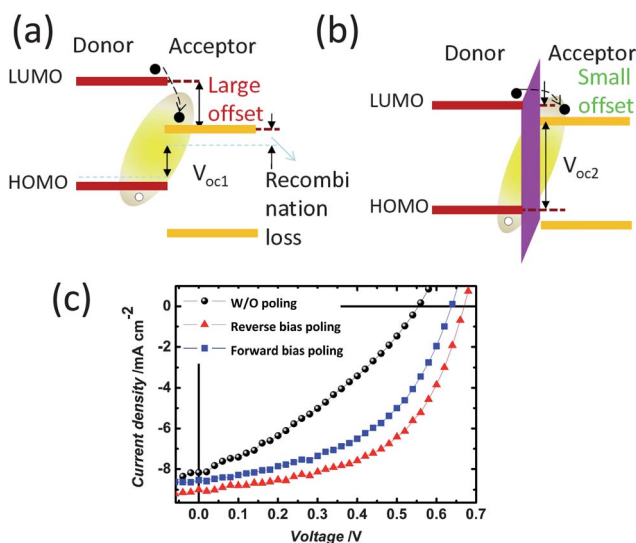 (a)
Donor Acceptor
LUMO
Large
offset
HOMO
Voc1
Recombi
nation
loss
(b)
Donor
Acceptor
Small
offset
LUMO
HOMO
Voc2
(c)
W/O poling
Reverse bias poling
Forward bias poling
Current density /mA cm-2
0
-2
-4
-6
-8
0.0 0.1 0.2 0.3 0.4 0.5 0.6 0.7
Voltage /V